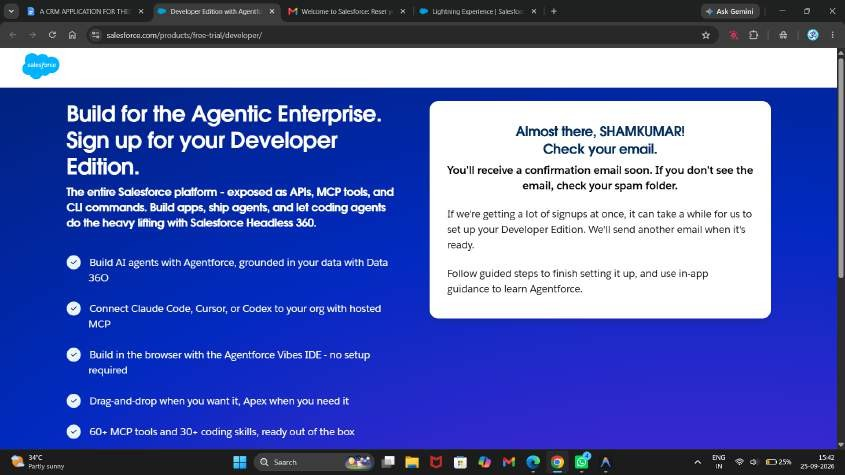 A CRM APPLICATION FOR THE
Developer Edition with Agentf
Welcome to Salesforce: Reset y
Lightning Experience | Salesfor
Ask Gemini
salesforce.com/products/free-trial/developer/
salesforce
Build for the Agentic Enterprise.
Sign up for your Developer
Edition.
The entire Salesforce platform - exposed as APIs, MCP tools, and
CLI commands. Build apps, ship agents, and let coding agents
do the heavy lifting with Salesforce Headless 360.
Build AI agents with Agentforce, grounded in your data with Data
360
Connect Claude Code, Cursor, or Codex to your org with hosted
MCP
Build in the browser with the Agentforce Vibes IDE - no setup
required
Drag-and-drop when you want it, Apex when you need it
60+ MCP tools and 30+ coding skills, ready out of the box
Almost there, SHAMKUMAR!
Check your email.
You'll receive a confirmation email soon. If you don't see the
email, check your spam folder.
If we're getting a lot of signups at once, it can take a while for us to
set up your Developer Edition. We'll send another email when it's
ready.
Follow guided steps to finish setting it up, and use in-app
guidance to learn Agentforce.
34°C
Partly sunny
Search
ENG
IN
25%
15:42
25-09-2026